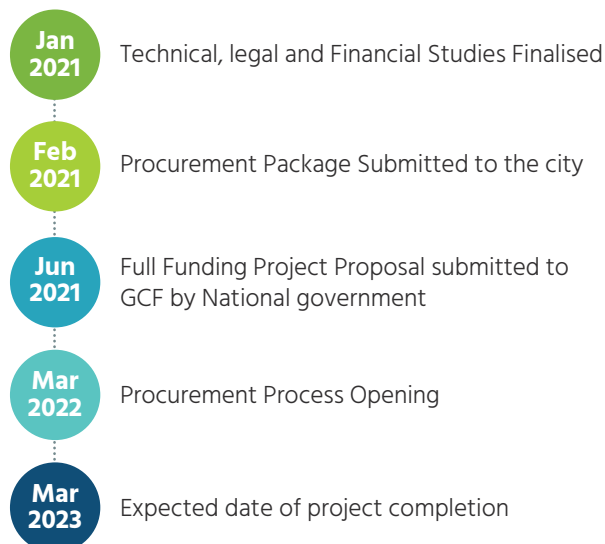 Jan
2021
Technical, legal and Financial Studies Finalised
Feb
2021
Procurement Package Submitted to the city
Jun
2021
Full Funding Project Proposal submitted to
GCF by National government
Mar
2022
Procurement Process Opening
Mar
2023
Expected date of project completion